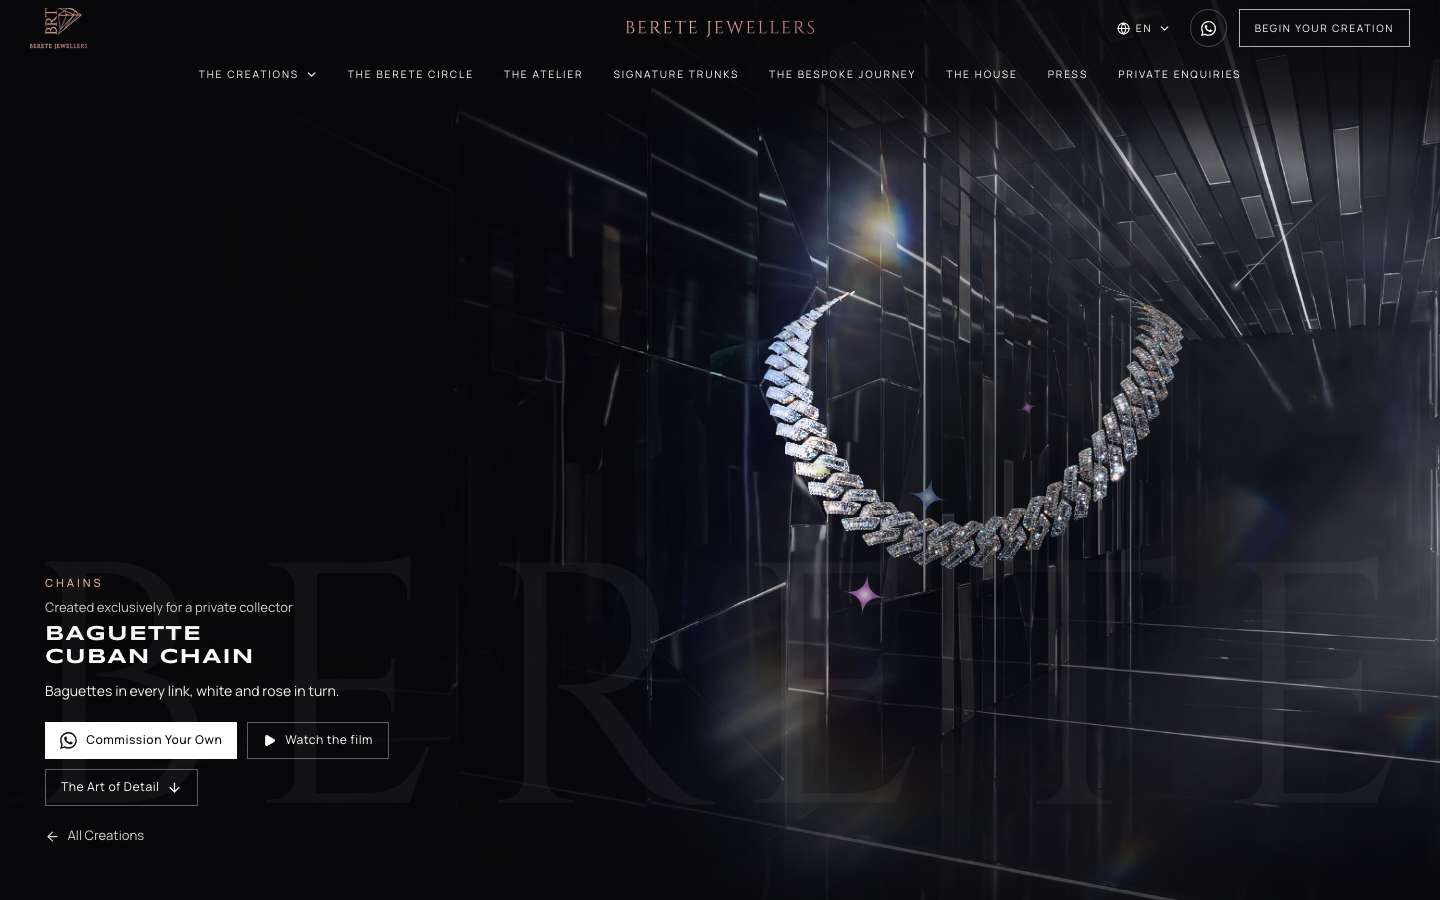 BRT
BERETE JEWELLERS
BERETE JEWELLERS
EN
BEGIN YOUR CREATION
THE CREATIONS
THE BERETE CIRCLE
THE ATELIER
SIGNATURE TRUNKS
THE BESPOKE JOURNEY
THE HOUSE
PRESS
PRIVATE ENQUIRIES
BERETE
CHAINS
Created exclusively for a private collector
BAGUETTE
CUBAN CHAIN
Baguettes in every link, white and rose in turn.
Commission Your Own
Watch the film
The Art of Detail
All Creations